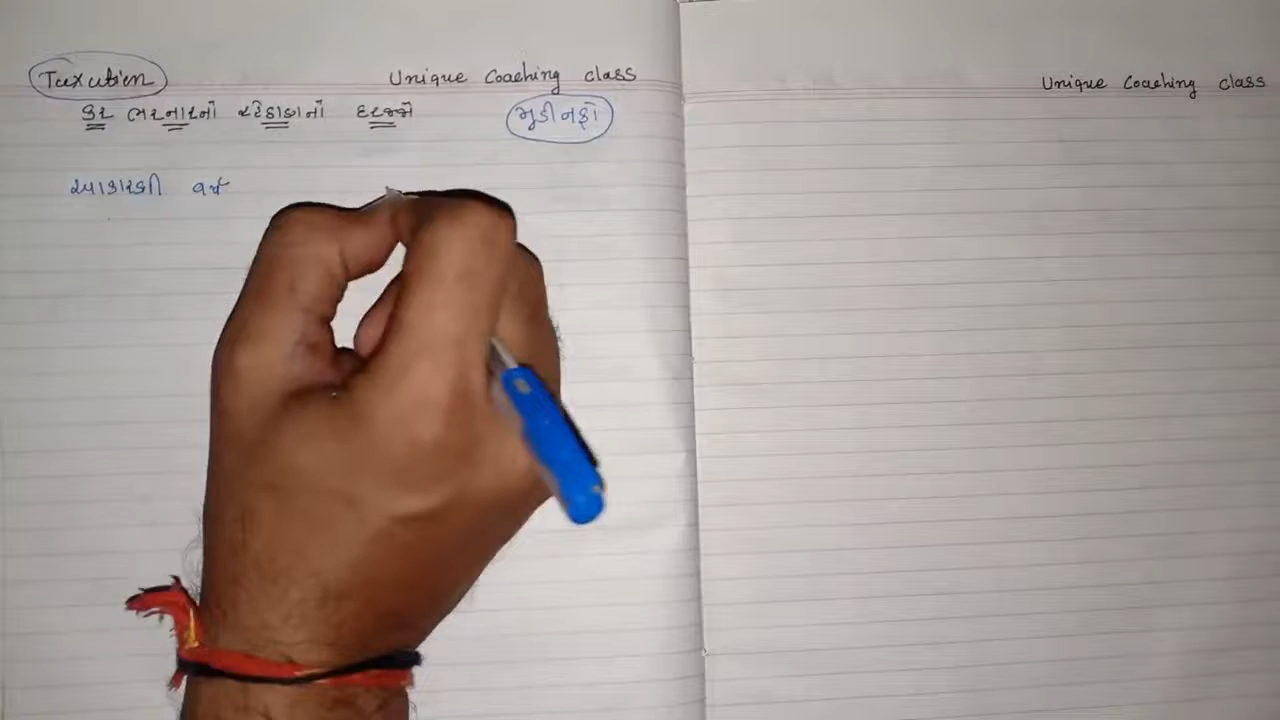 Taxation
Unique Coaching class
કર ભરનારનો રહેઠાણનો દરજ્જો
મૂડીનફો
આકારણી વર્ષ
Unique Coaching class